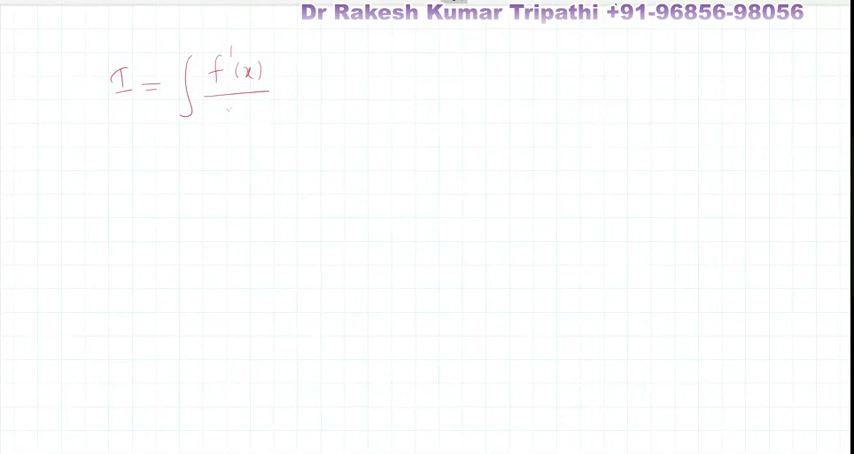 Dr Rakesh Kumar Tripathi +91-96856-98056
I = ∫ f'(x)